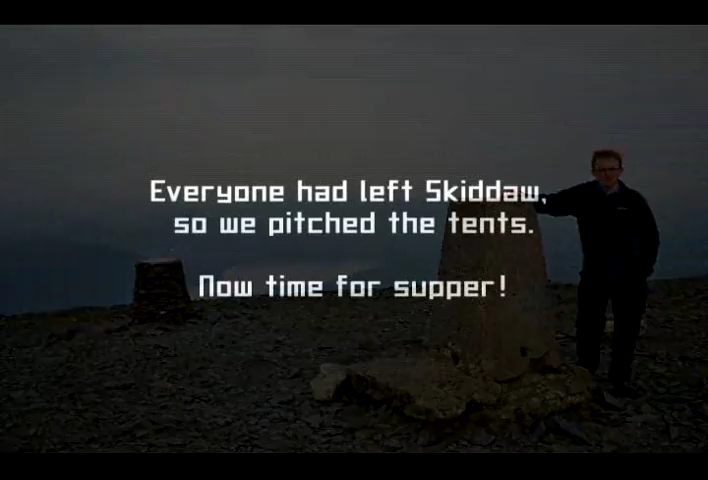 Everyone had left Skiddaw,
so we pitched the tents.
Now time for supper!